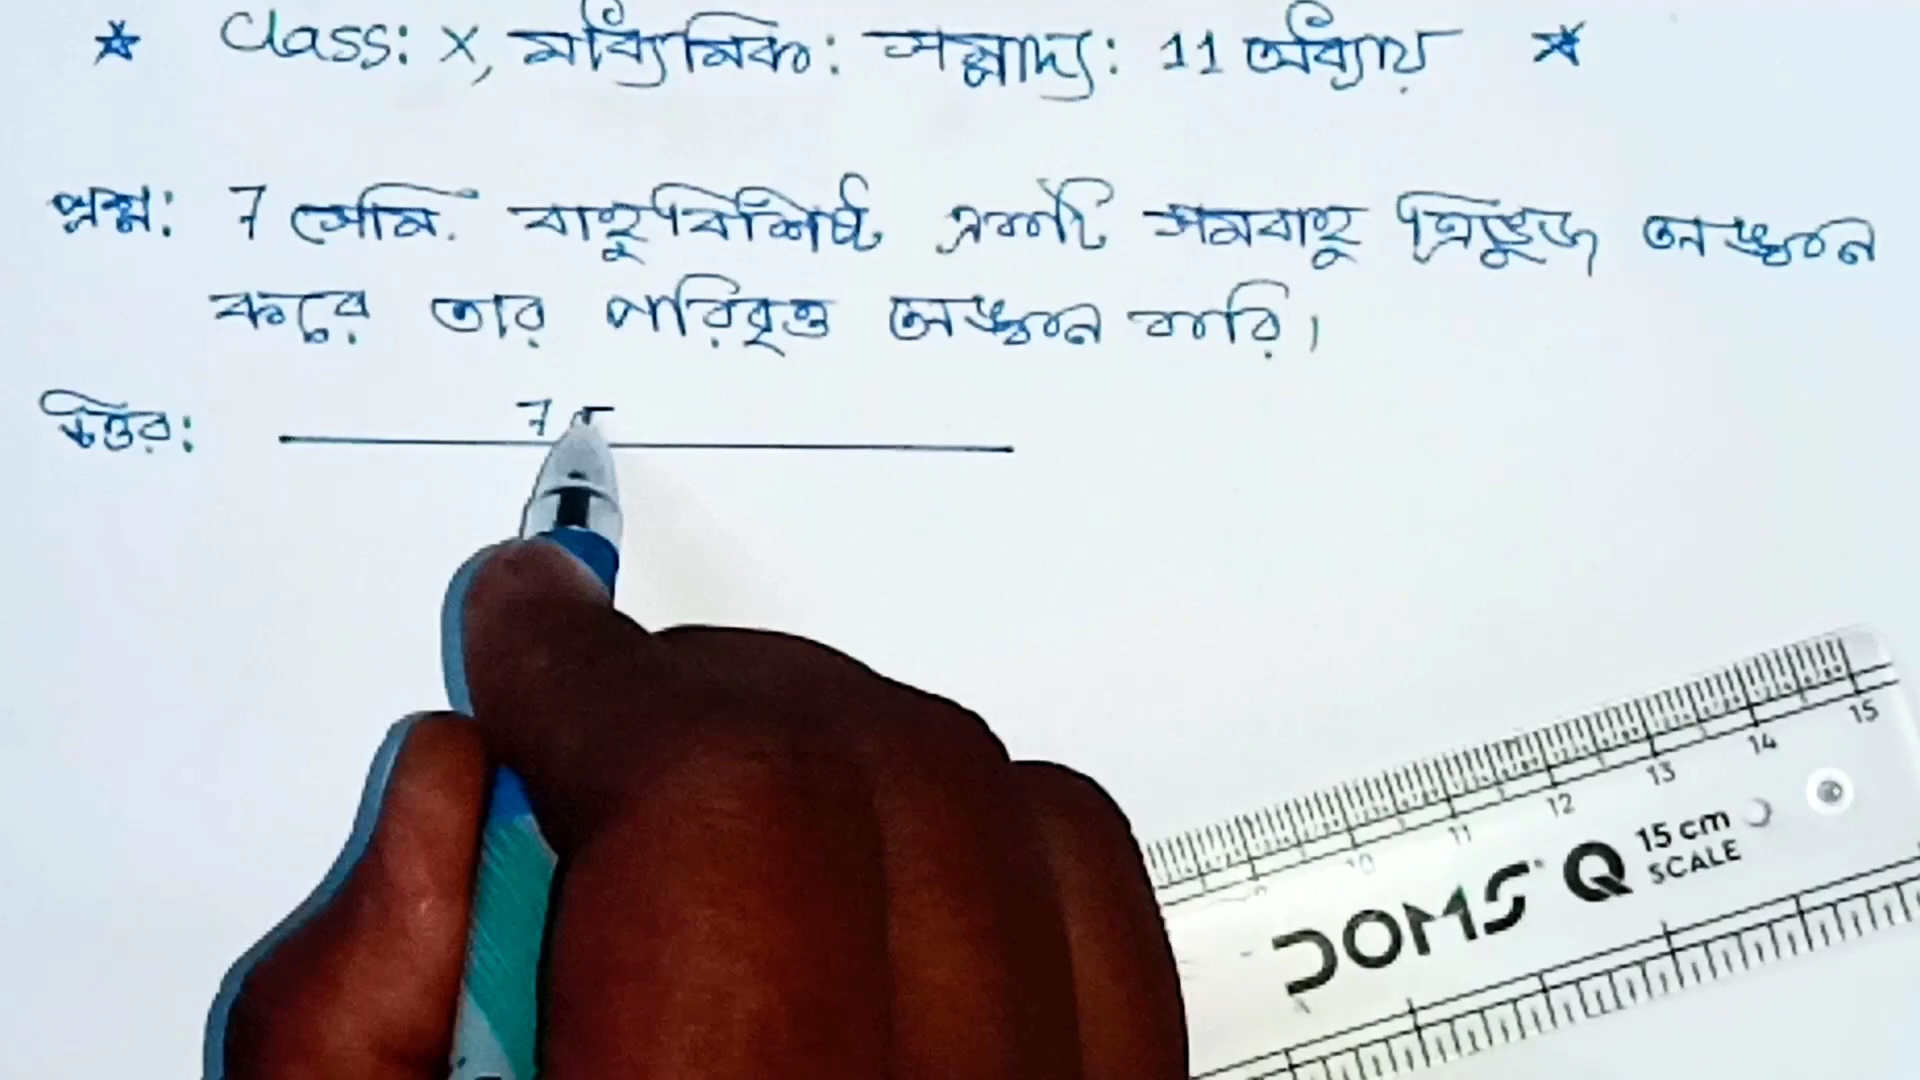 ★ Class: X, মাধ্যমিক: সম্পাদ্য: 11 অধ্যায় ★
প্রশ্ন: 7 সেমি. বাহুবিশিষ্ট একটি সমবাহু ত্রিভুজ অঙ্কন
করে তার পরিবৃত্ত অঙ্কন করি।
উত্তর:
7
10 11 12 13 14 15
DOMS Q 15 cm
SCALE